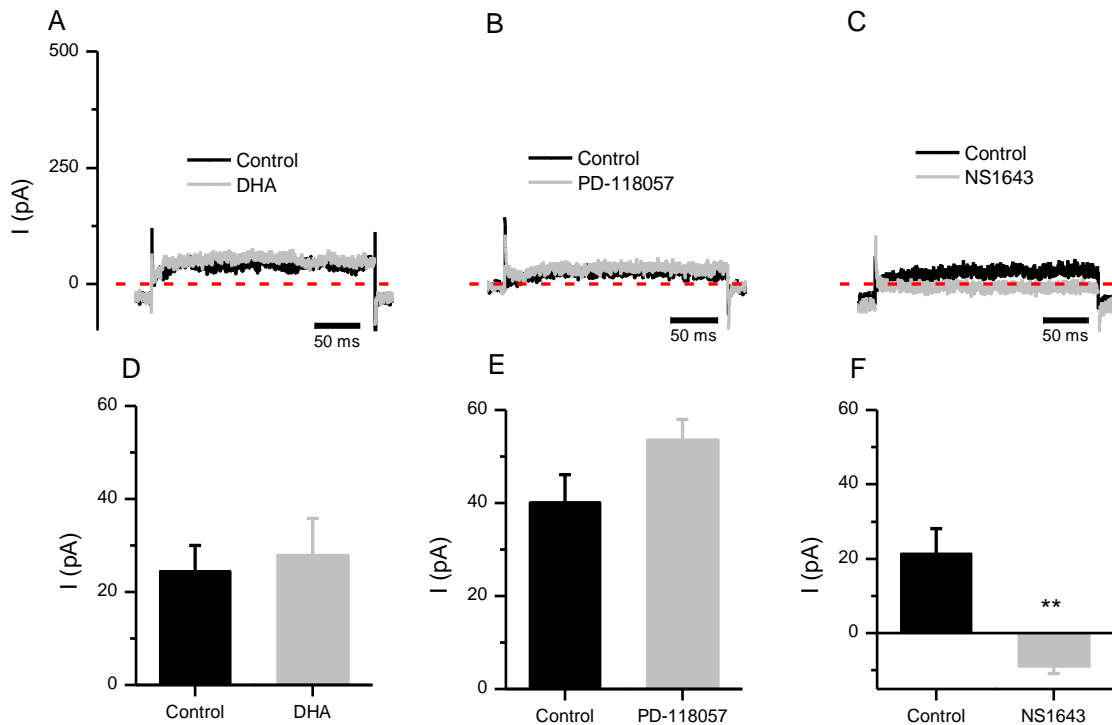 A
B
C
500
250
0
I (pA)
Control
DHA
Control
PD-118057
Control
NS1643
50 ms
50 ms
50 ms
D
E
F
60
40
20
0
I (pA)
Control
DHA
60
40
20
0
I (pA)
Control
PD-118057
60
40
20
0
I (pA)
**
Control
NS1643